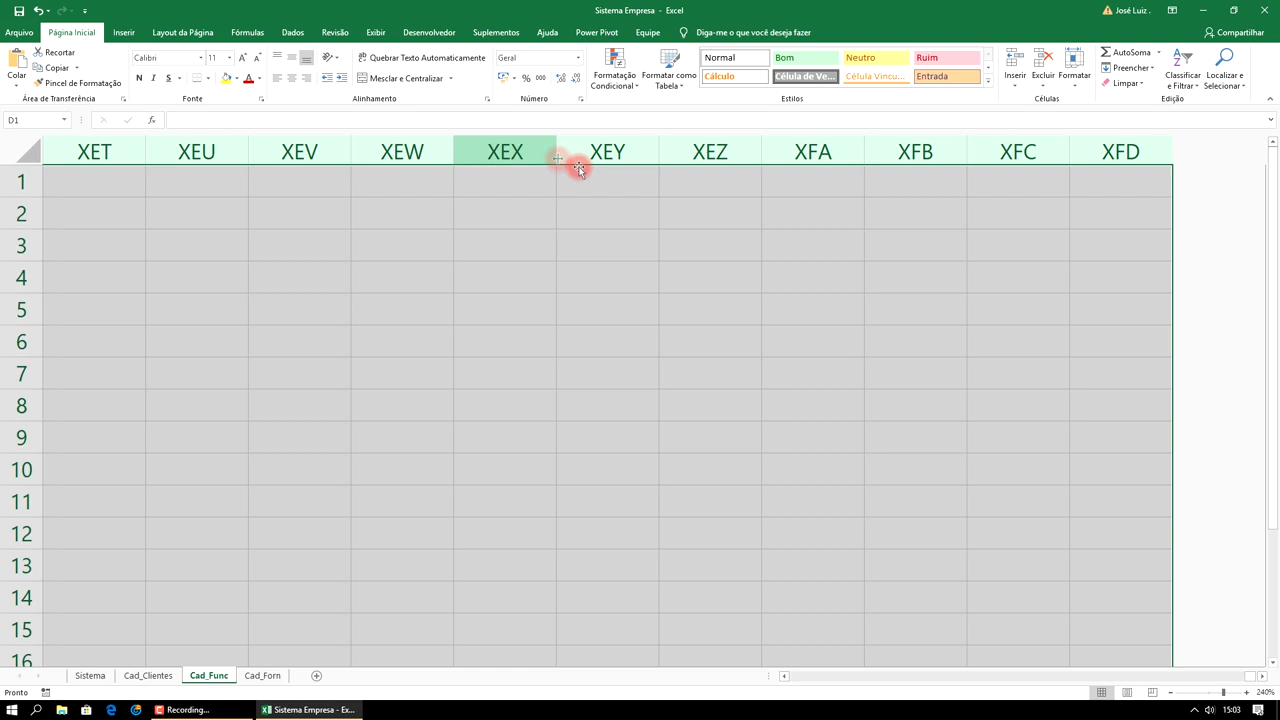 Sistema Empresa - Excel
José Luiz .
Arquivo Página Inicial Inserir Layout da Página Fórmulas Dados Revisão Exibir Desenvolvedor Suplementos Ajuda Power Pivot Equipe Diga-me o que você deseja fazer Compartilhar
Colar
Recortar
Copiar
Pincel de Formatação
Área de Transferência
Calibri 11
N I S
Fonte
Quebrar Texto Automaticamente
Mesclar e Centralizar
Alinhamento
Geral
% 000
Número
Formatação Condicional
Formatar como Tabela
Normal Bom Neutro Ruim
Cálculo Célula de Ve... Célula Vincu... Entrada
Estilos
Inserir Excluir Formatar
Células
AutoSoma
Preencher
Limpar
Classificar e Filtrar
Localizar e Selecionar
Edição
D1
fx
XET XEU XEV XEW XEX XEY XEZ XFA XFB XFC XFD
1
2
3
4
5
6
7
8
9
10
11
12
13
14
15
16
Sistema Cad_Clientes Cad_Func Cad_Forn
Pronto
240%
Recording...
Sistema Empresa - Ex...
15:03